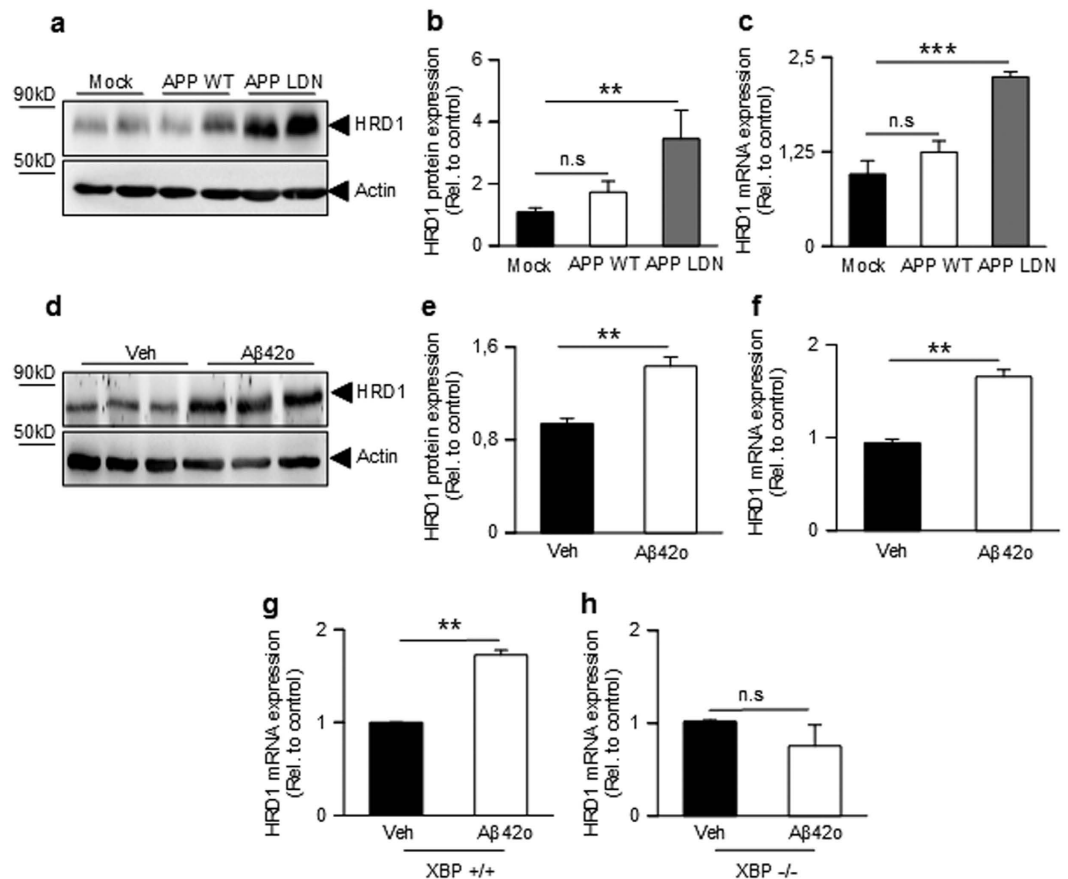 a
Mock APP WT APP LDN
90kD
HRD1
50kD
Actin
b
HRD1 protein expression
(Rel. to control)
6
4
2
0
**
n.s
Mock APP WT APP LDN
c
HRD1 mRNA expression
(Rel. to control)
2,5
1,25
0
***
n.s
Mock APP WT APP LDN
d
Veh Aβ42o
90kD
HRD1
50kD
Actin
e
HRD1 protein expression
(Rel. to control)
1,6
0,8
0
**
Veh Aβ42o
f
HRD1 mRNA expression
(Rel. to control)
2
1
0
**
Veh Aβ42o
g
HRD1 mRNA expression
(Rel. to control)
2
1
0
**
Veh Aβ42o
XBP +/+
h
HRD1 mRNA expression
(Rel. to control)
2
1
0
n.s
Veh Aβ42o
XBP -/-